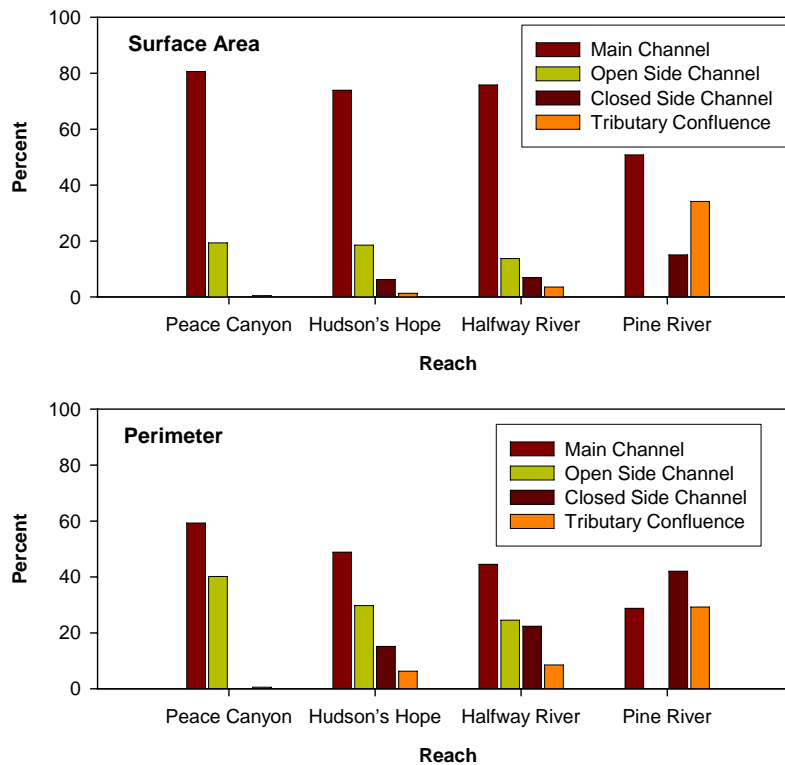 Surface Area
Main Channel
Open Side Channel
Closed Side Channel
Tributary Confluence
Percent
100
80
60
40
20
0
Peace Canyon Hudson's Hope Halfway River Pine River
Reach
Perimeter
Main Channel
Open Side Channel
Closed Side Channel
Tributary Confluence
Percent
100
80
60
40
20
0
Peace Canyon Hudson's Hope Halfway River Pine River
Reach